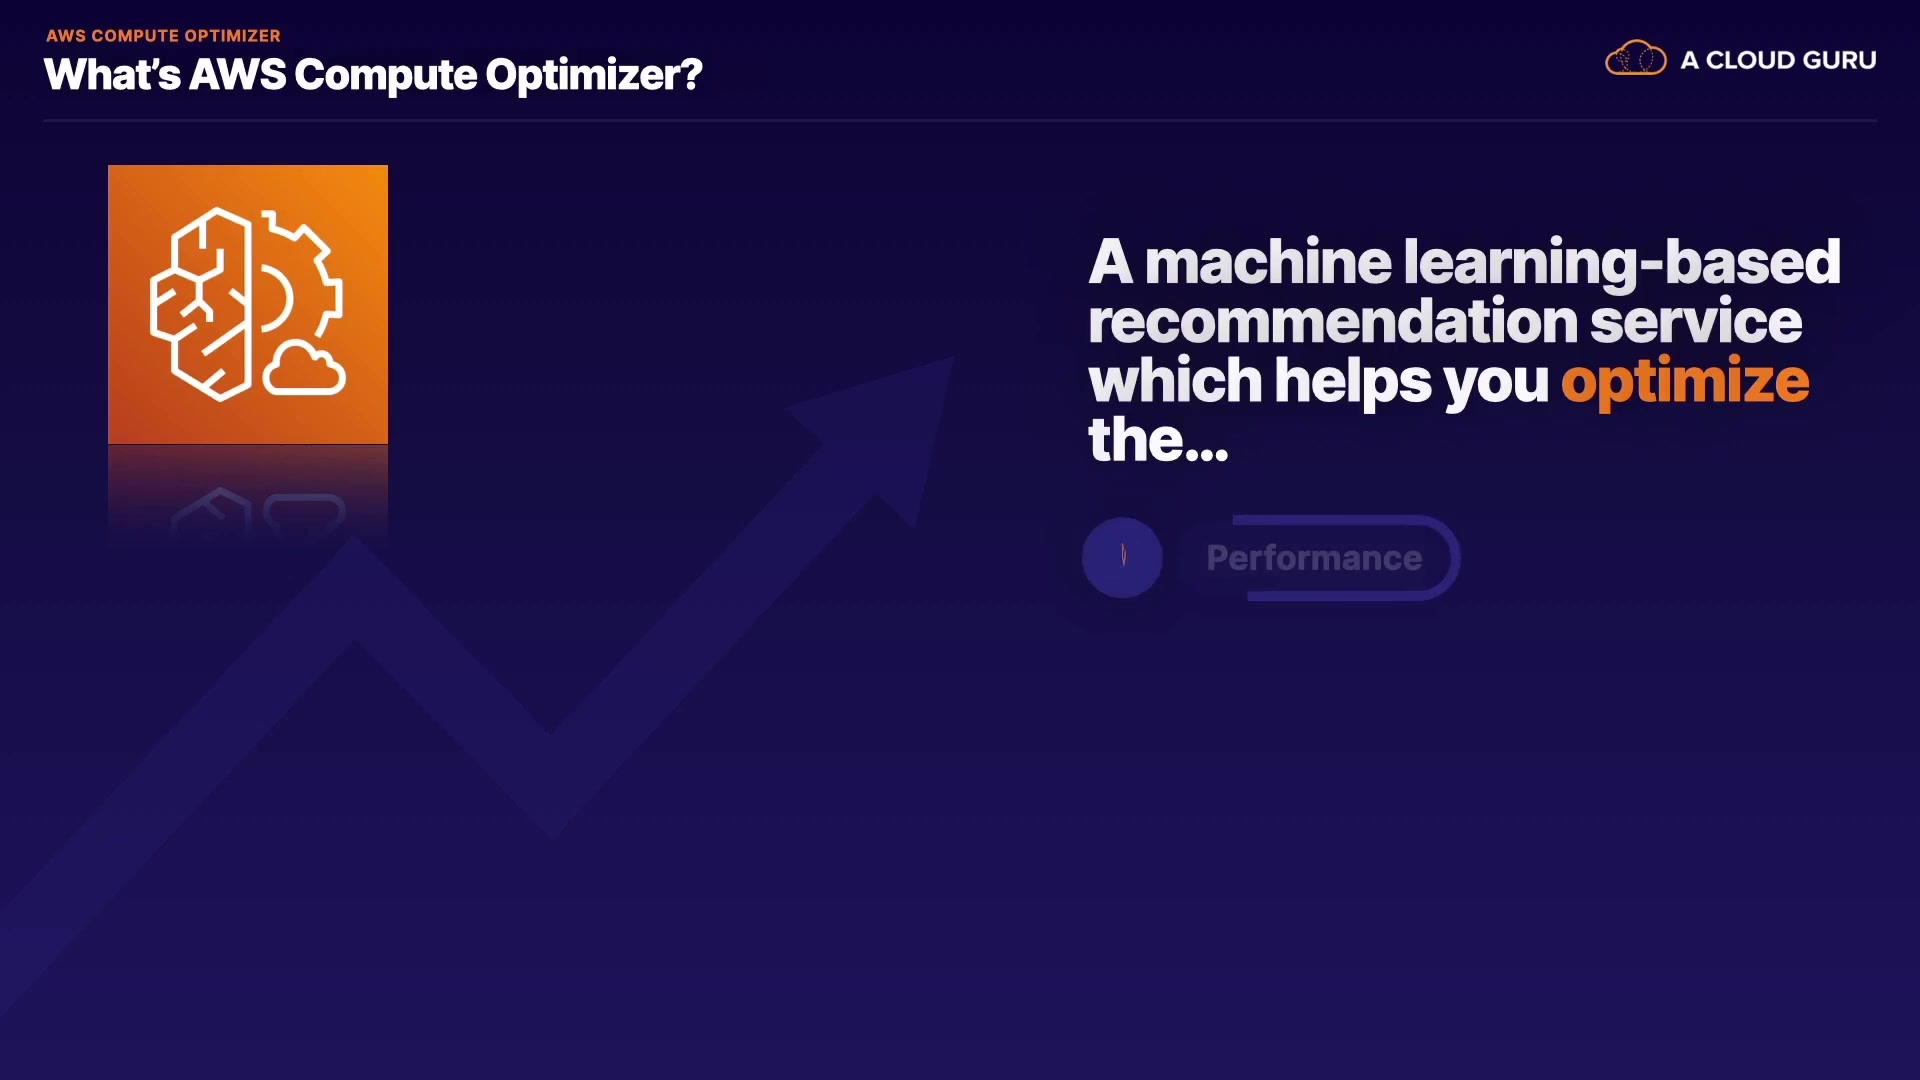 AWS COMPUTE OPTIMIZER
What's AWS Compute Optimizer?
A CLOUD GURU
A machine learning-based
recommendation service
which helps you optimize
the...
Performance